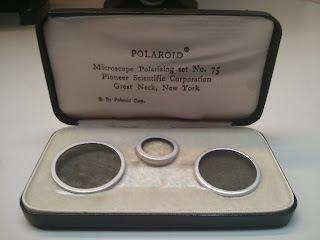 POLAROID®
Microscope Polarizing set No. 75
Pioneer Scientific Corporation
Great Neck, New York
® By Polaroid Corp.